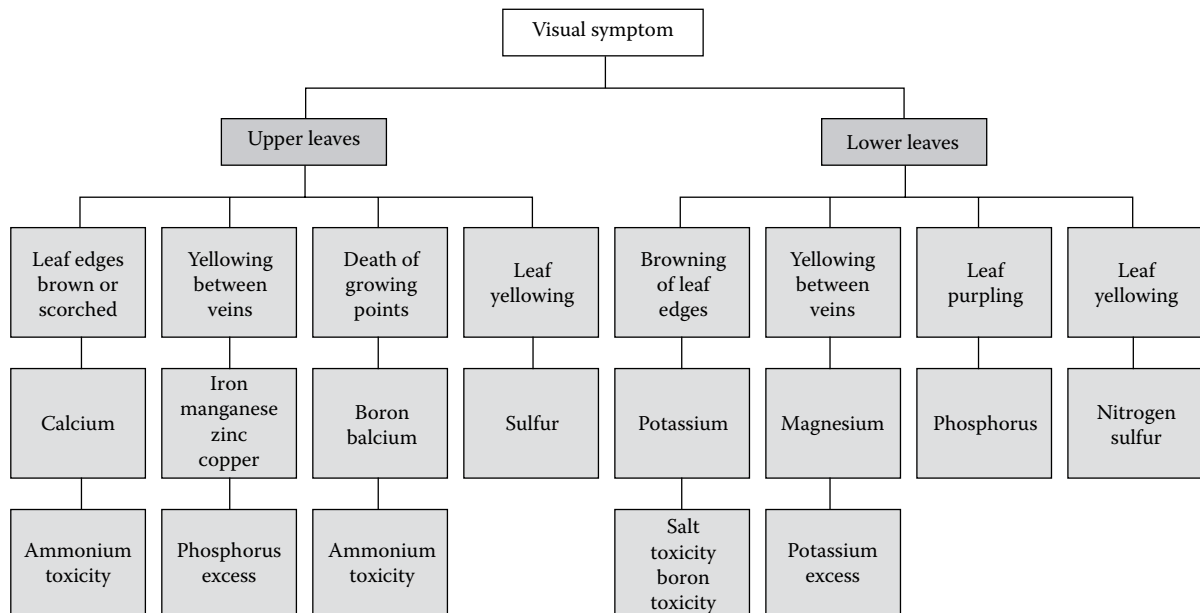 Visual symptom
Upper leaves
Lower leaves
Leaf edges
brown or
scorched
Yellowing
between
veins
Death of
growing
points
Leaf
yellowing
Browning
of leaf
edges
Yellowing
between
veins
Leaf
purpling
Leaf
yellowing
Calcium
Iron
manganese
zinc
copper
Boron
balcium
Sulfur
Potassium
Magnesium
Phosphorus
Nitrogen
sulfur
Ammonium
toxicity
Phosphorus
excess
Ammonium
toxicity
Salt
toxicity
boron
toxicity
Potassium
excess